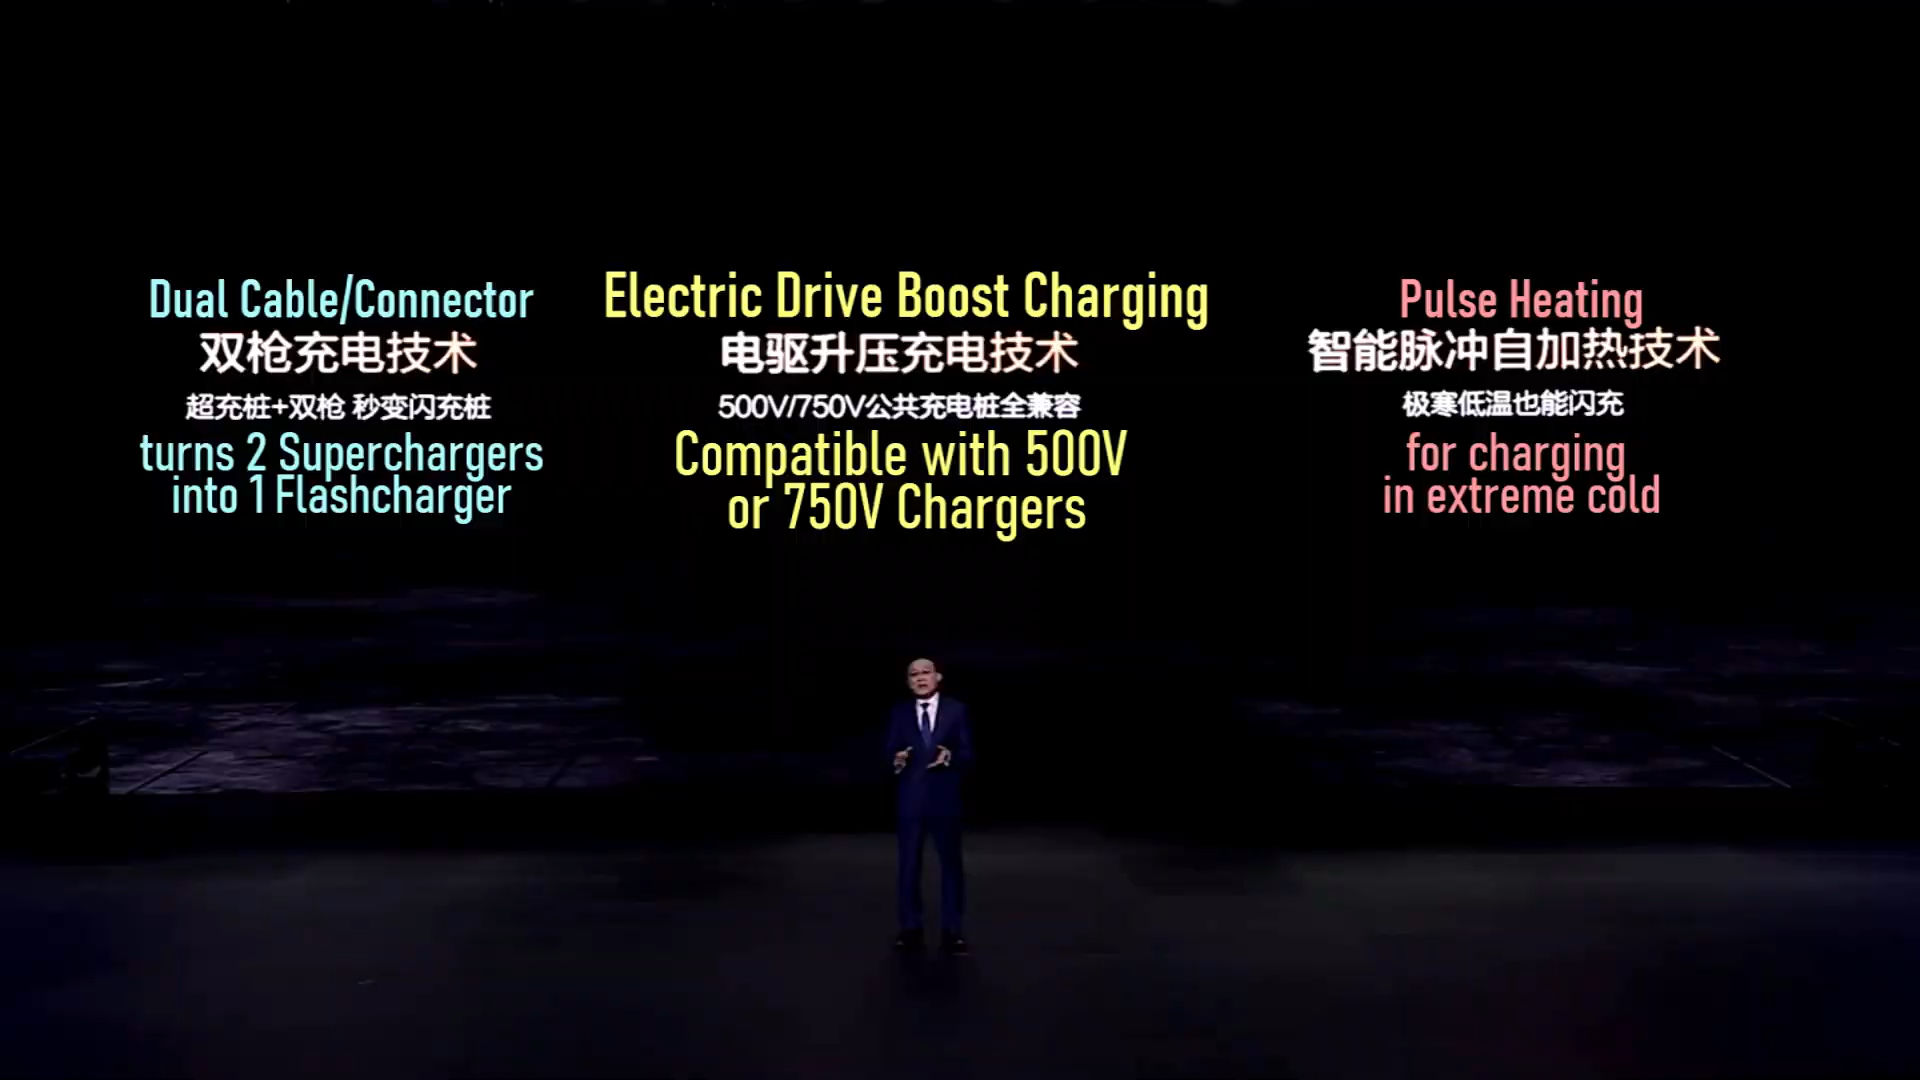 Dual Cable/Connector
双枪充电技术
超充桩+双枪 秒变闪充桩
turns 2 Superchargers
into 1 Flashcharger
Electric Drive Boost Charging
电驱升压充电技术
500V/750V公共充电桩全兼容
Compatible with 500V
or 750V Chargers
Pulse Heating
智能脉冲自加热技术
极寒低温也能闪充
for charging
in extreme cold